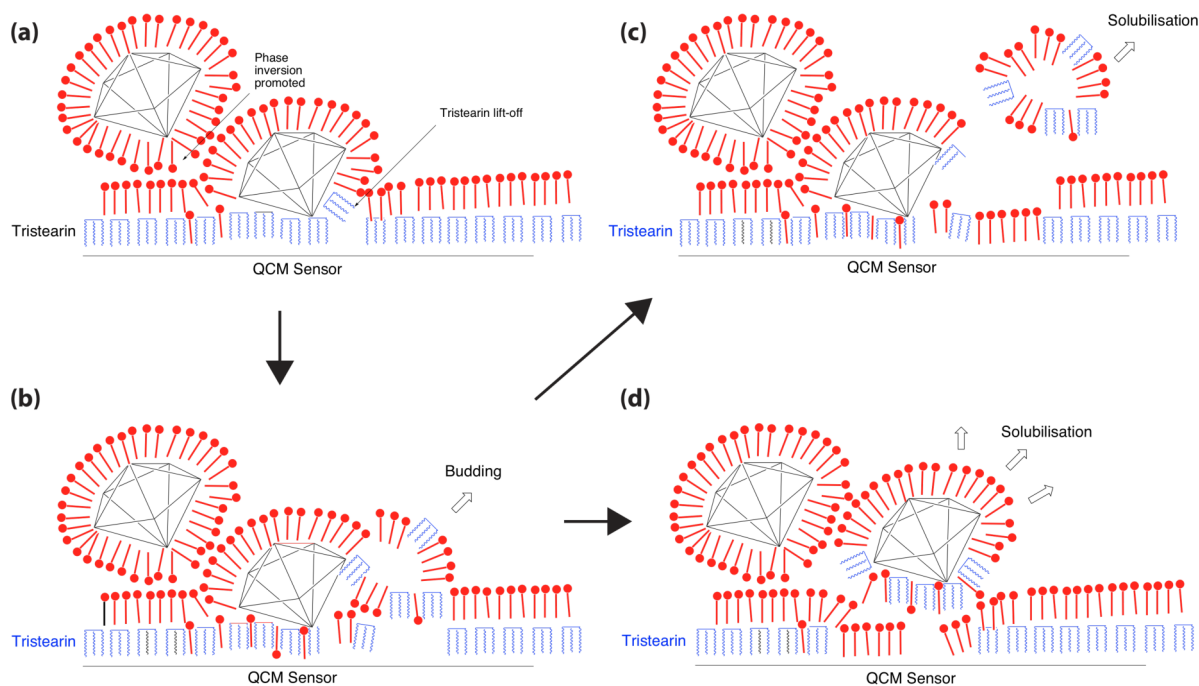 (a)
Phase
inversion
promoted
Tristearin lift-off
Tristearin
QCM Sensor
(c)
Solubilisation
Tristearin
QCM Sensor
(b)
Budding
Tristearin
QCM Sensor
(d)
Solubilisation
Tristearin
QCM Sensor